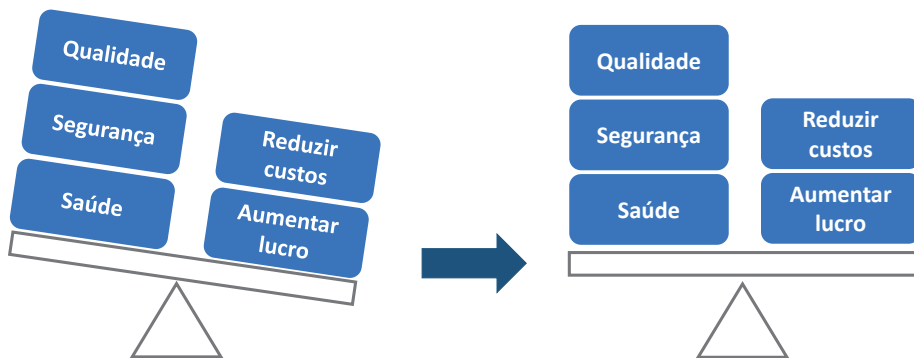 Qualidade
Segurança
Saúde
Reduzir
custos
Aumentar
lucro
Qualidade
Segurança
Saúde
Reduzir
custos
Aumentar
lucro